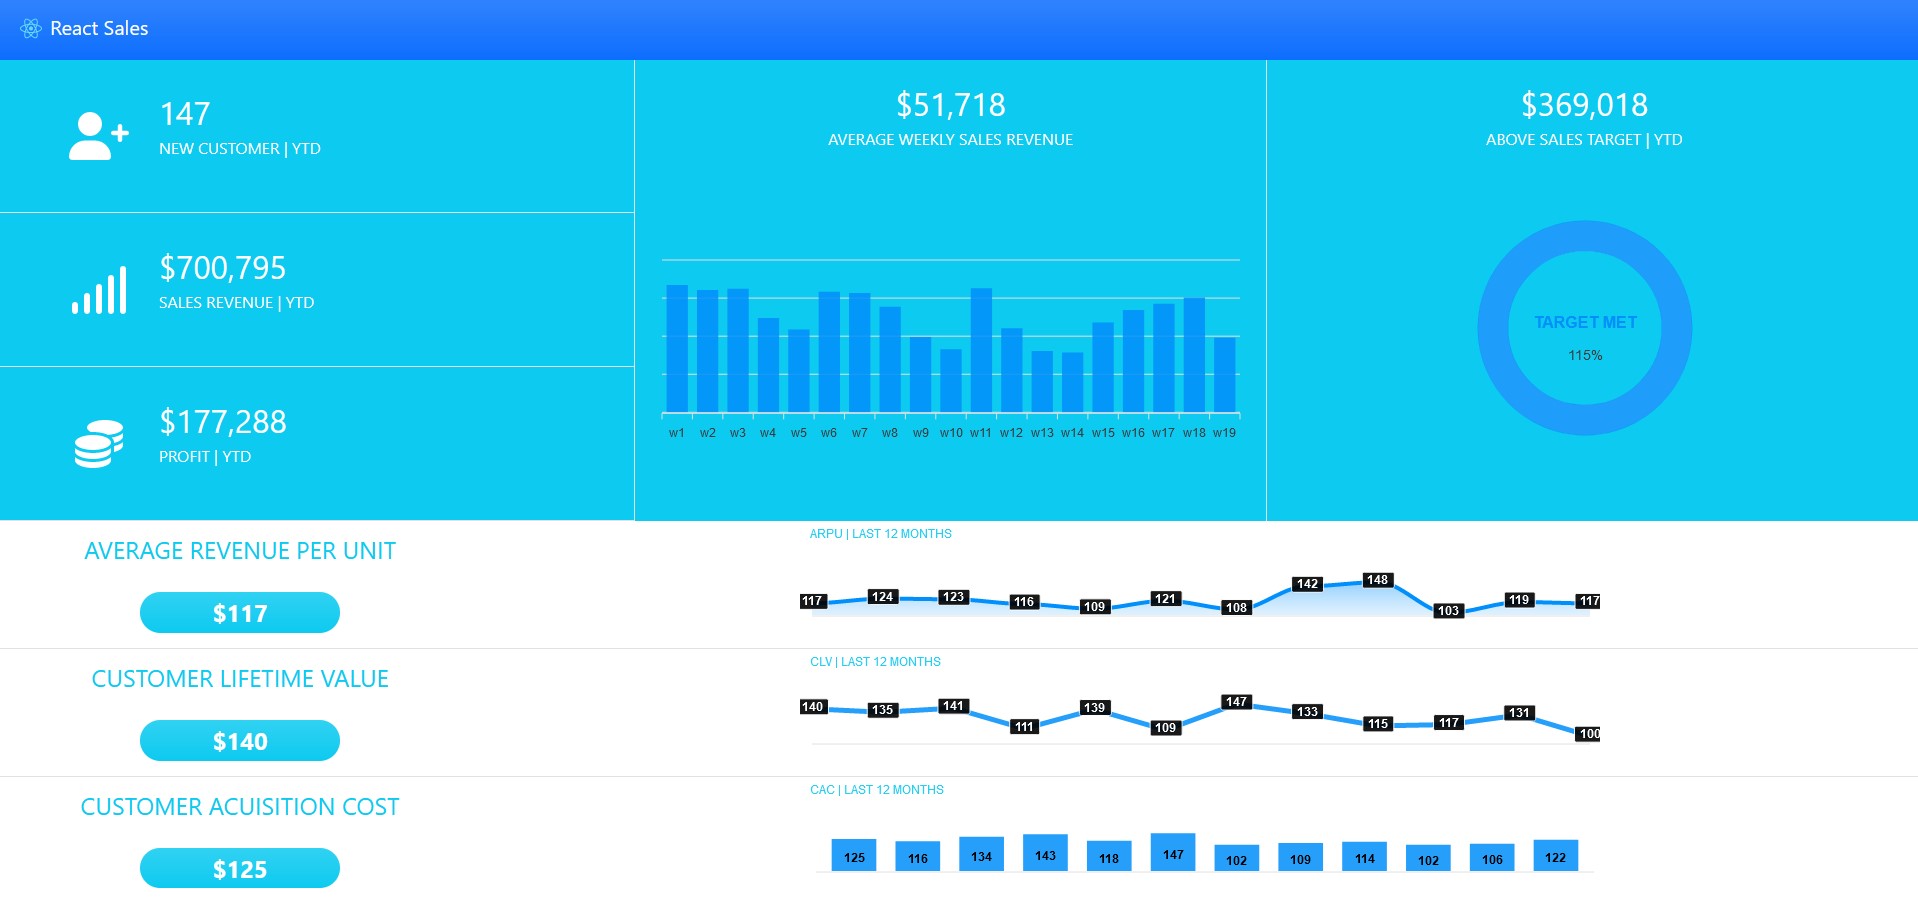 React Sales
147
NEW CUSTOMER | YTD
$700,795
SALES REVENUE | YTD
$177,288
PROFIT | YTD
$51,718
AVERAGE WEEKLY SALES REVENUE
w1 w2 w3 w4 w5 w6 w7 w8 w9 w10 w11 w12 w13 w14 w15 w16 w17 w18 w19
$369,018
ABOVE SALES TARGET | YTD
TARGET MET
115%
AVERAGE REVENUE PER UNIT
$117
ARPU | LAST 12 MONTHS
117 124 123 116 109 121 108 142 148 103 119 117
CUSTOMER LIFETIME VALUE
$140
CLV | LAST 12 MONTHS
140 135 141 111 139 109 147 133 115 117 131 100
CUSTOMER ACUISITION COST
$125
CAC | LAST 12 MONTHS
125 116 134 143 118 147 102 109 114 102 106 122